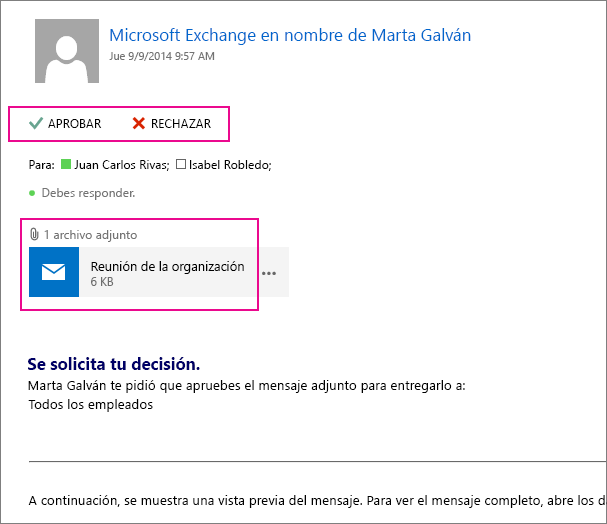 Microsoft Exchange en nombre de Marta Galván
Jue 9/9/2014 9:57 AM
APROBAR RECHAZAR
Para: Juan Carlos Rivas; Isabel Robledo;
Debes responder.
1 archivo adjunto
Reunión de la organización
6 KB
Se solicita tu decisión.
Marta Galván te pidió que apruebes el mensaje adjunto para entregarlo a:
Todos los empleados
A continuación, se muestra una vista previa del mensaje. Para ver el mensaje completo, abre los